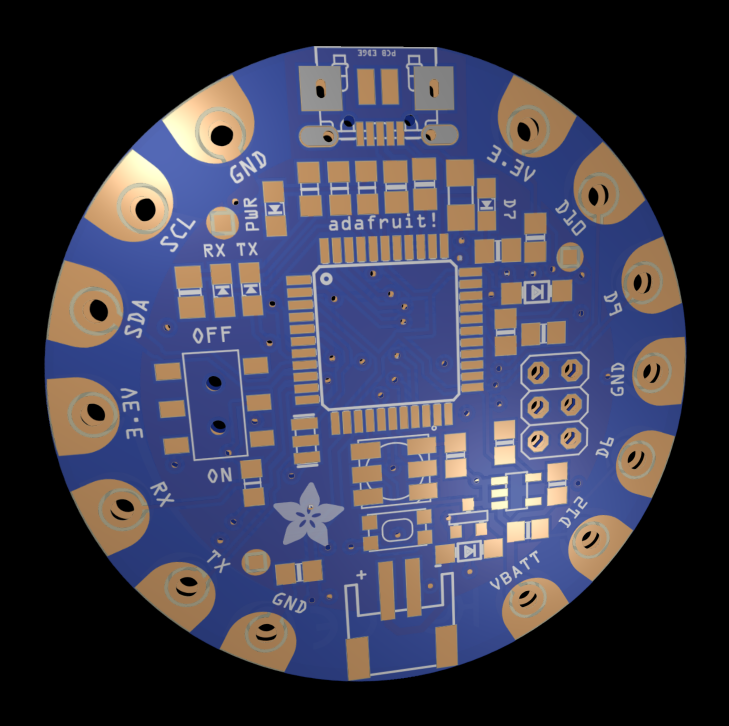 PCB EDGE
GND
3.3V
SCL
PWR
adafruit!
D7
D10
RX TX
SDA
D9
OFF
3.3V
GND
ON
D6
RX
D12
TX
VBATT
GND
+
-